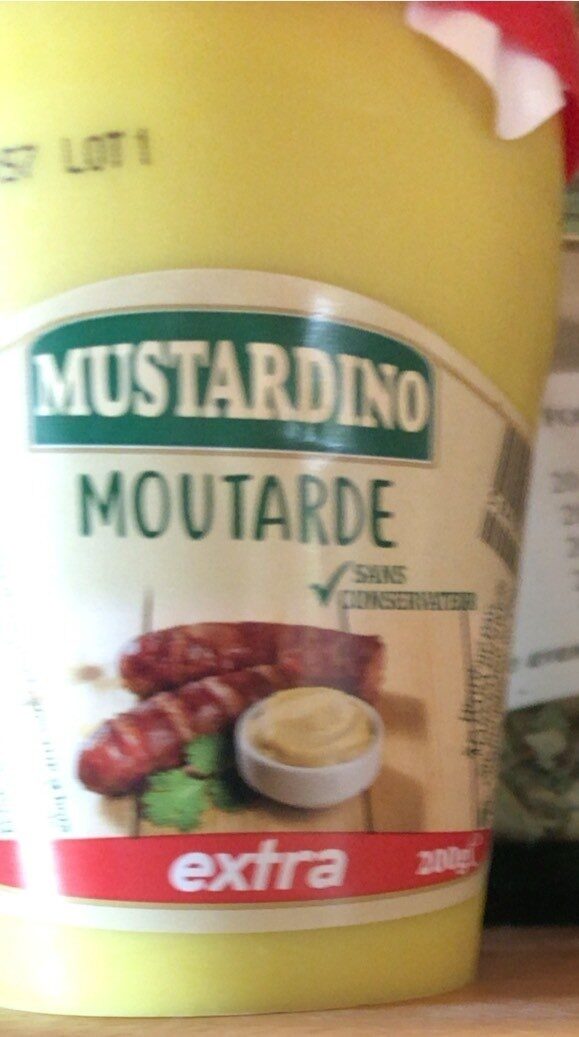 57 LOT 1
MUSTARDINO
MOUTARDE
SANS
CONSERVATEUR
extra
200g